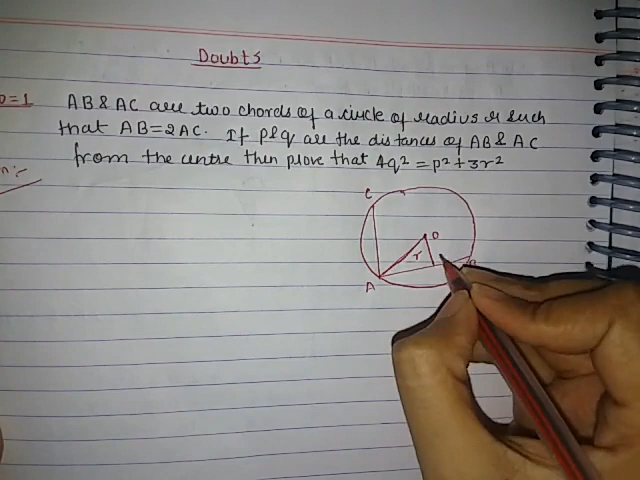 Doubts
AB & AC are two chords of a circle of radius r such
that AB=2AC. If p & q are the distances of AB & AC
from the centre then prove that 4q² = p² + 3r²
C
O
r
A